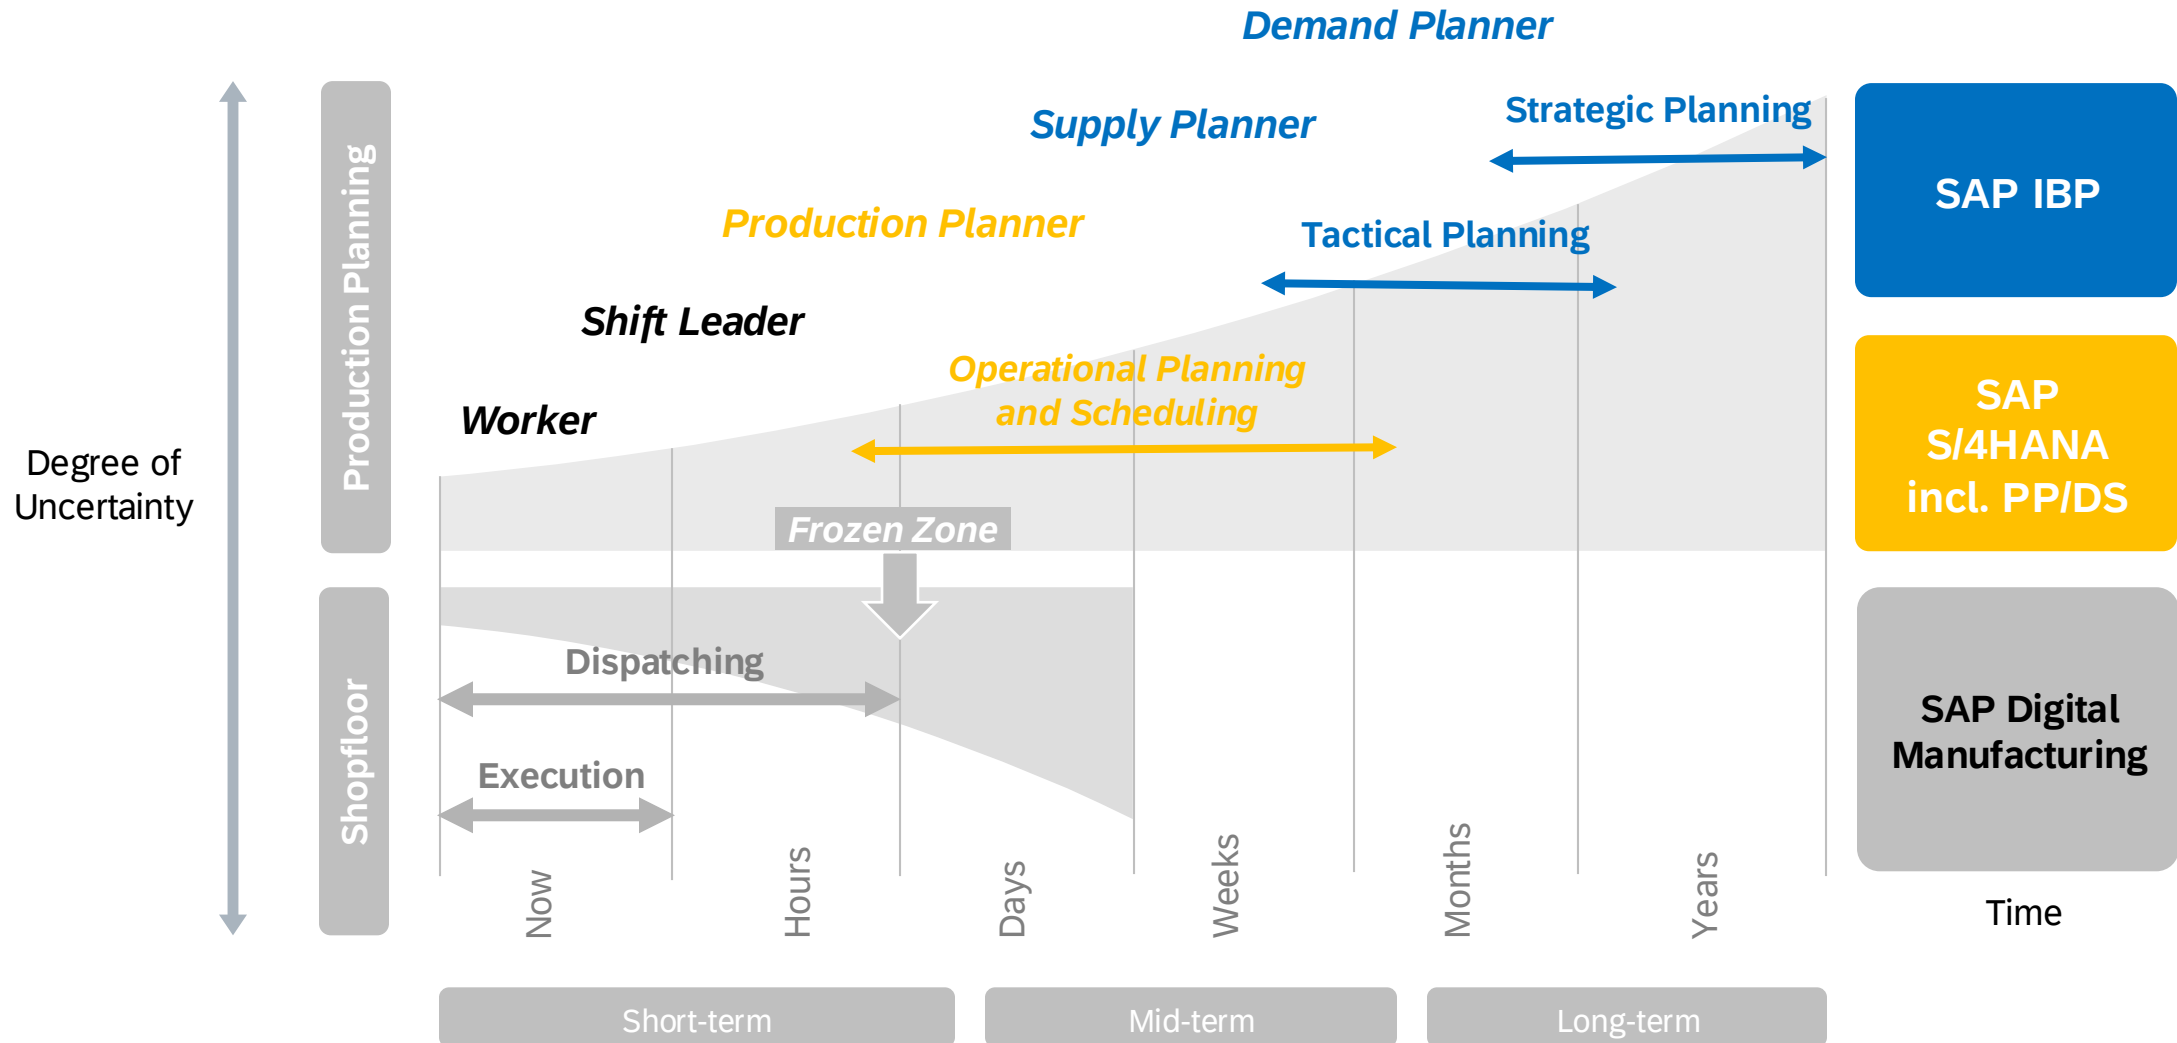 Demand Planner
Strategic Planning
Supply Planner
SAP IBP
Production Planning
Production Planner
Tactical Planning
Shift Leader
Operational Planning
and Scheduling
SAP
S/4HANA
incl. PP/DS
Worker
Degree of
Uncertainty
Frozen Zone
Shopfloor
Dispatching
SAP Digital
Manufacturing
Execution
Now
Hours
Days
Weeks
Months
Years
Time
Short-term
Mid-term
Long-term